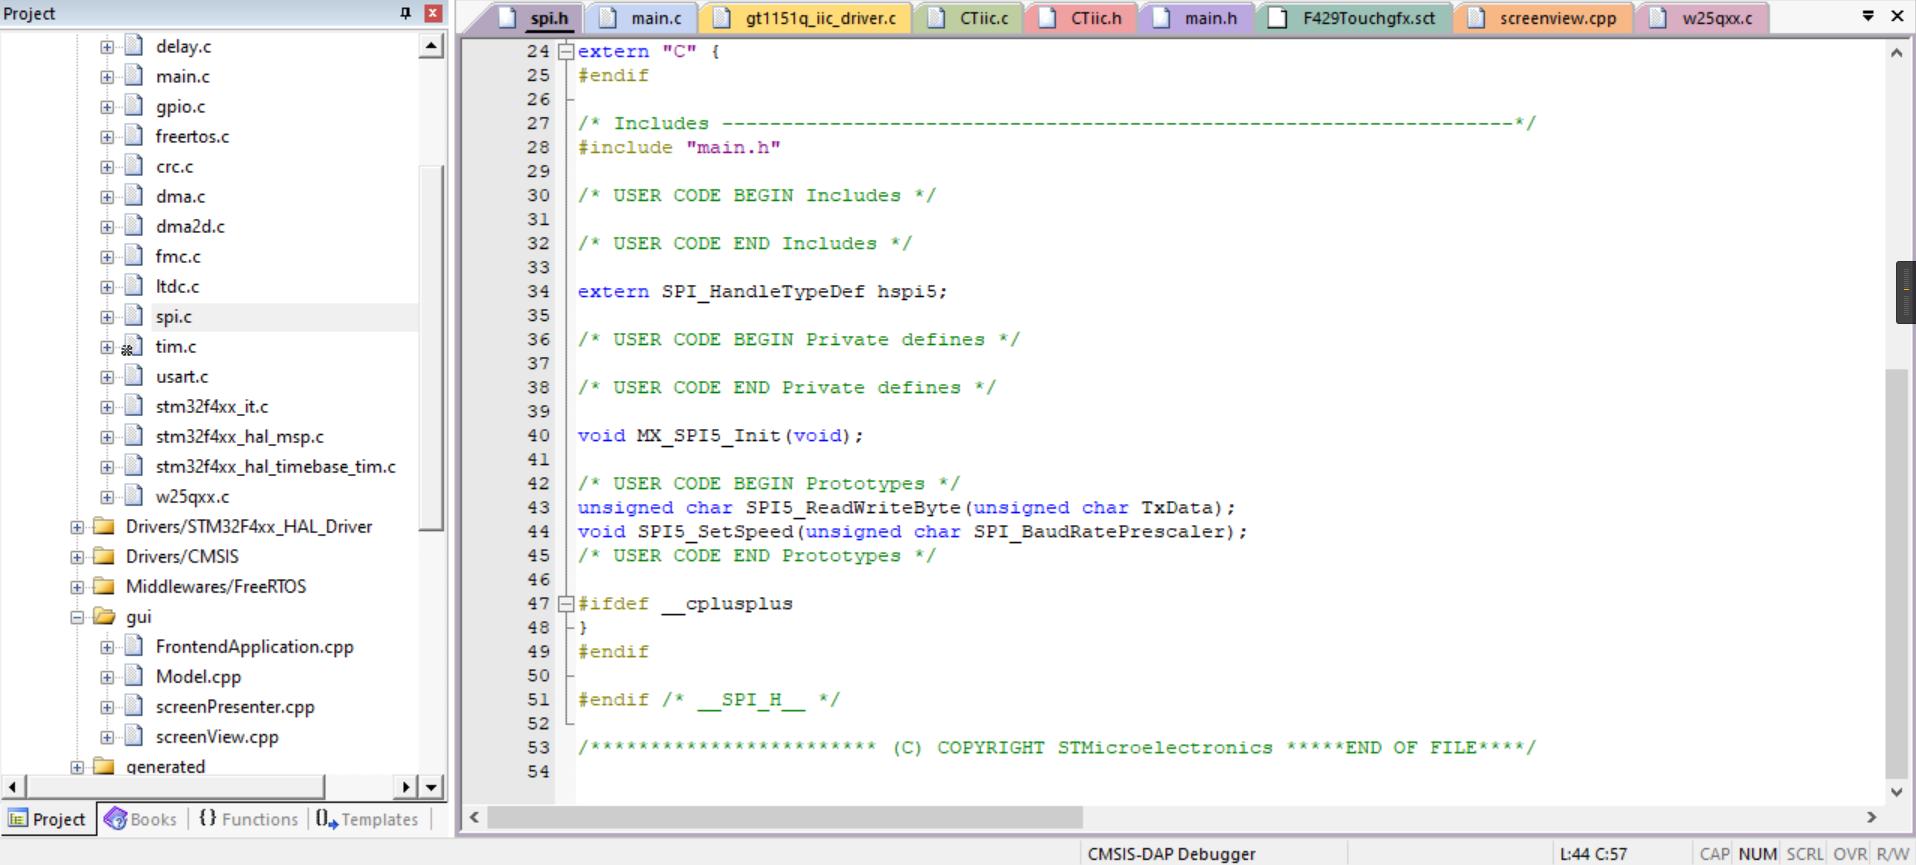 Project
delay.c
main.c
gpio.c
freertos.c
crc.c
dma.c
dma2d.c
fmc.c
ltdc.c
spi.c
tim.c
usart.c
stm32f4xx_it.c
stm32f4xx_hal_msp.c
stm32f4xx_hal_timebase_tim.c
w25qxx.c
Drivers/STM32F4xx_HAL_Driver
Drivers/CMSIS
Middlewares/FreeRTOS
gui
FrontendApplication.cpp
Model.cpp
screenPresenter.cpp
screenView.cpp
generated
Project Books {} Functions Templates
spi.h main.c gt1151q_iic_driver.c CTiic.c CTiic.h main.h F429Touchgfx.sct screenview.cpp w25qxx.c
24 extern "C" {
25 #endif
26
27 /* Includes ------------------------------------------------------------------*/
28 #include "main.h"
29
30 /* USER CODE BEGIN Includes */
31
32 /* USER CODE END Includes */
33
34 extern SPI_HandleTypeDef hspi5;
35
36 /* USER CODE BEGIN Private defines */
37
38 /* USER CODE END Private defines */
39
40 void MX_SPI5_Init(void);
41
42 /* USER CODE BEGIN Prototypes */
43 unsigned char SPI5_ReadWriteByte(unsigned char TxData);
44 void SPI5_SetSpeed(unsigned char SPI_BaudRatePrescaler);
45 /* USER CODE END Prototypes */
46
47 #ifdef __cplusplus
48 }
49 #endif
50
51 #endif /* __SPI_H__ */
52
53 /************************ (C) COPYRIGHT STMicroelectronics *****END OF FILE****/
54
CMSIS-DAP Debugger L:44 C:57 CAP NUM SCRL OVR R/W